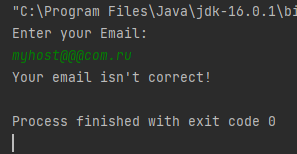 "C:\Program Files\Java\jdk-16.0.1\bi
Enter your Email:
myhost@@@com.ru
Your email isn't correct!
Process finished with exit code 0